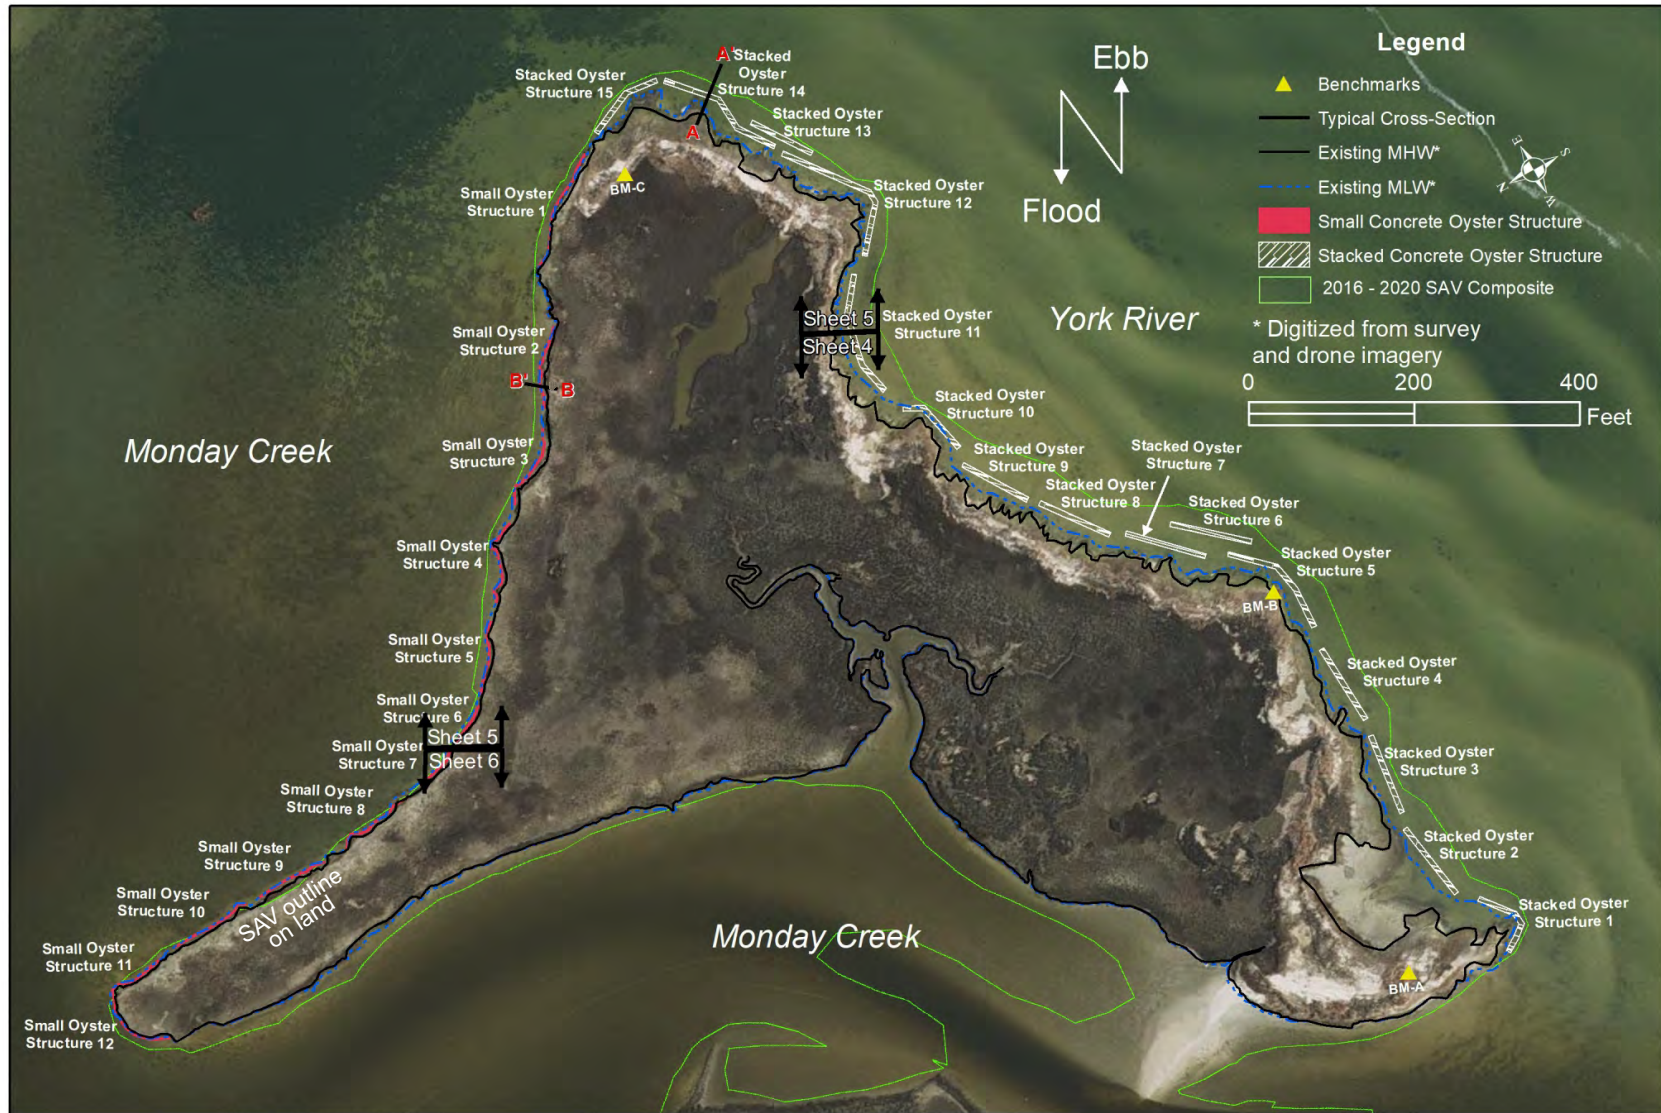 Legend
Benchmarks
Typical Cross-Section
Existing MHW*
Existing MLW*
Small Concrete Oyster Structure
Stacked Concrete Oyster Structure
2016 - 2020 SAV Composite
* Digitized from survey
and drone imagery
0 200 400
Feet
E
S
N
W
Ebb
Flood
York River
Monday Creek
Monday Creek
A'
A
B'
B
Stacked Oyster
Structure 15
Stacked
Oyster
Structure 14
Stacked Oyster
Structure 13
Stacked Oyster
Structure 12
Stacked Oyster
Structure 11
Stacked Oyster
Structure 10
Stacked Oyster
Structure 9
Stacked Oyster
Structure 8
Stacked Oyster
Structure 7
Stacked Oyster
Structure 6
Stacked Oyster
Structure 5
Stacked Oyster
Structure 4
Stacked Oyster
Structure 3
Stacked Oyster
Structure 2
Stacked Oyster
Structure 1
BM-C
BM-B
BM-A
Sheet 5
Sheet 4
Small Oyster
Structure 1
Small Oyster
Structure 2
Small Oyster
Structure 3
Small Oyster
Structure 4
Small Oyster
Structure 5
Small Oyster
Structure 6
Small Oyster
Structure 7
Sheet 5
Sheet 6
Small Oyster
Structure 8
Small Oyster
Structure 9
Small Oyster
Structure 10
Small Oyster
Structure 11
Small Oyster
Structure 12
SAV outline
on land